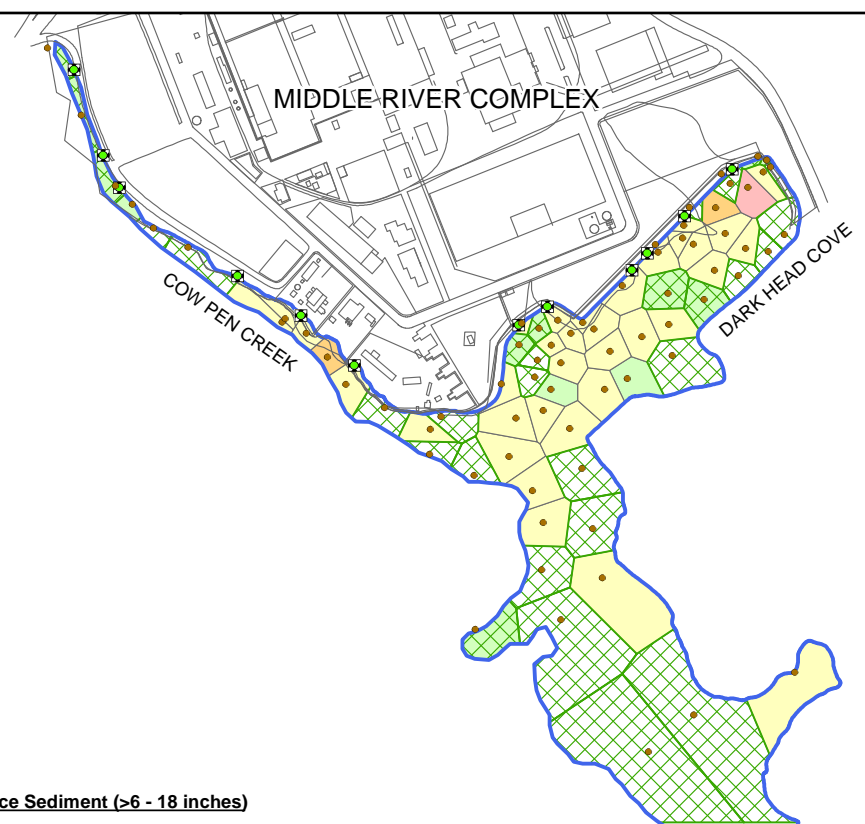 MIDDLE RIVER COMPLEX
COW PEN CREEK
DARK HEAD COVE
ce Sediment (>6 - 18 inches)